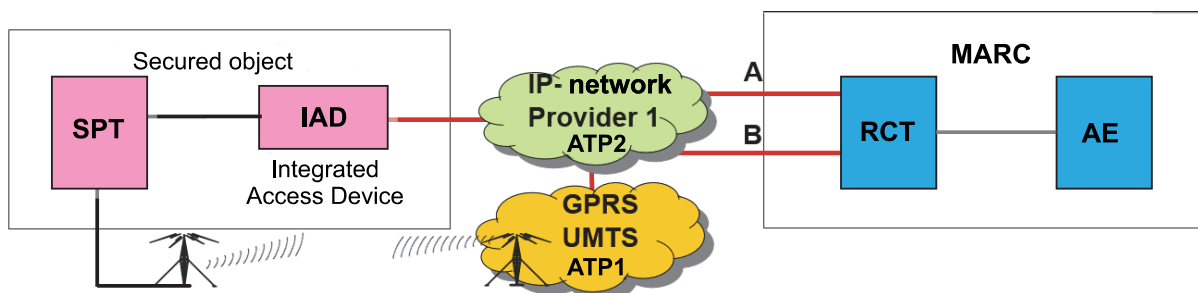 Secured object
SPT
IAD
Integrated
Access Device
IP- network
Provider 1
ATP2
GPRS
UMTS
ATP1
A
B
MARC
RCT
AE